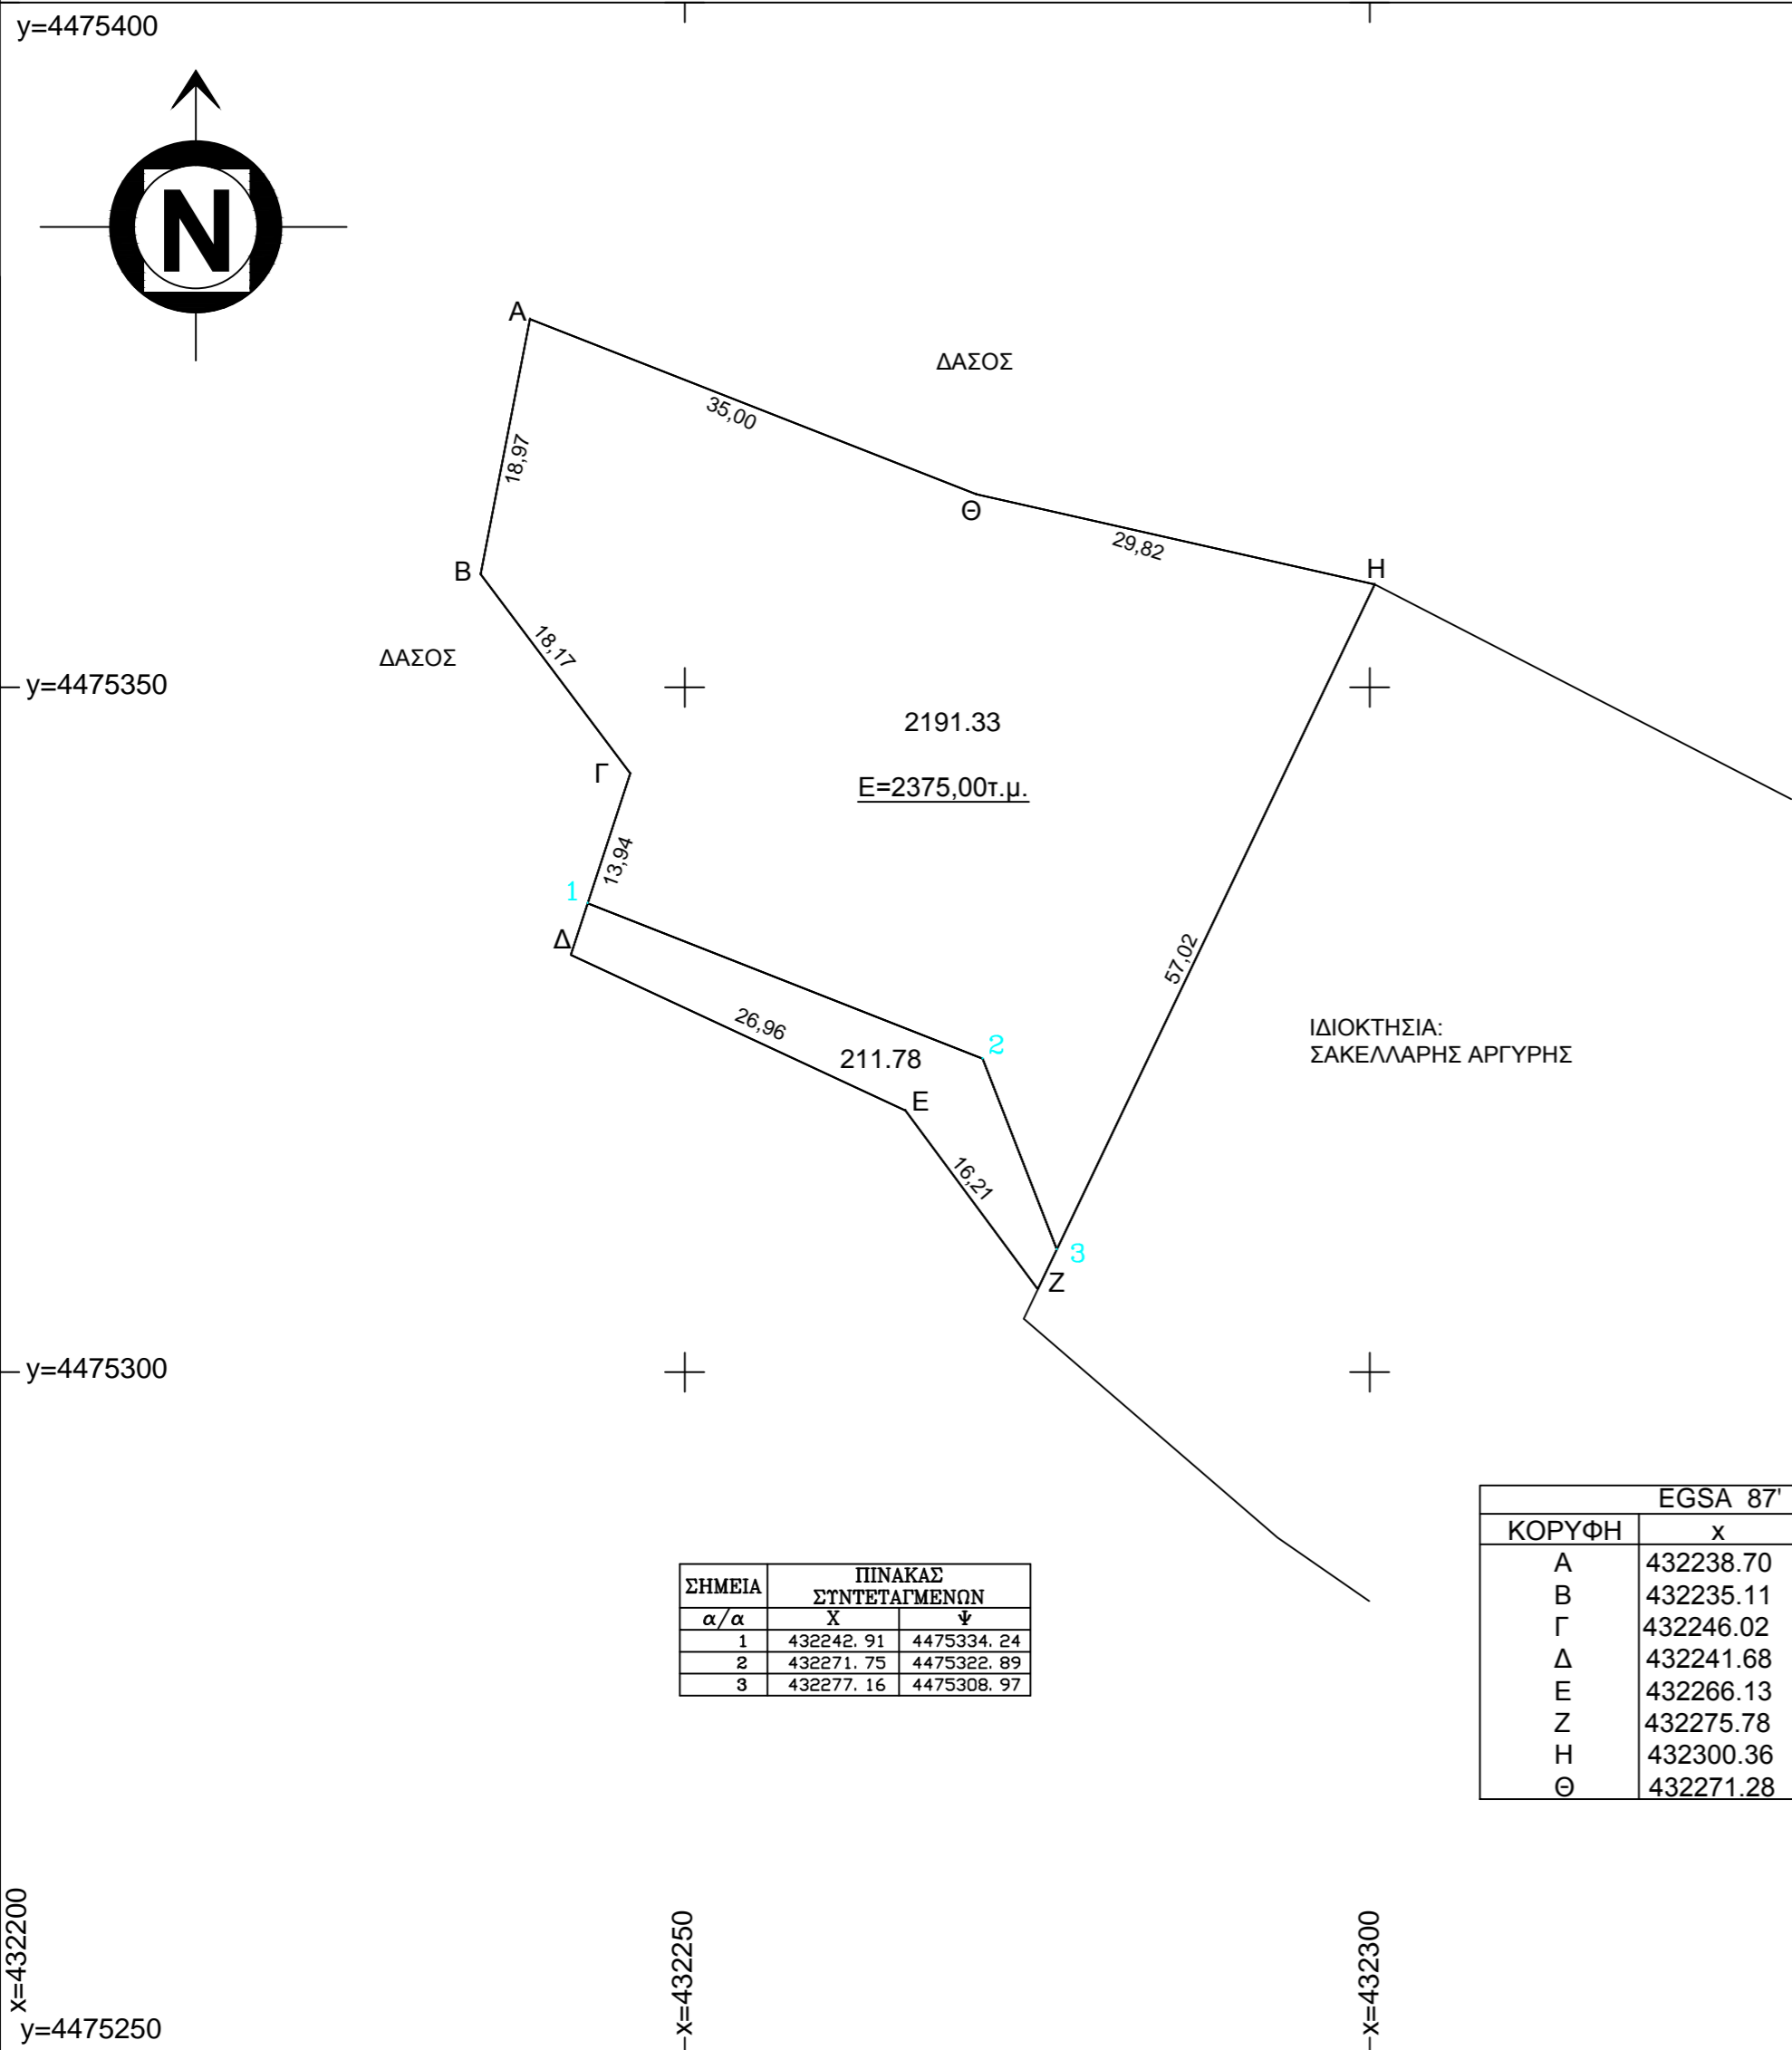 y=4475400
N
A
ΔΑΣΟΣ
35,00
18,97
Θ
29,82
H
B
18,17
ΔΑΣΟΣ
y=4475350
2191.33
Γ
E=2375,00τ.μ.
13,94
1
Δ
57,02
26,96
2
211.78
ΙΔΙΟΚΤΗΣΙΑ:
ΣΑΚΕΛΛΑΡΗΣ ΑΡΓΥΡΗΣ
E
16,21
3
Z
y=4475300
ΣΗΜΕΙΑ ΠΙΝΑΚΑΣ
ΣΥΝΤΕΤΑΓΜΕΝΩΝ
α/α X Ψ
1 432242.91 4475334.24
2 432271.75 4475322.89
3 432277.16 4475308.97
EGSA 87'
ΚΟΡΥΦΗ x
A 432238.70
B 432235.11
Γ 432246.02
Δ 432241.68
E 432266.13
Z 432275.78
H 432300.36
Θ 432271.28
x=432200
x=432250
x=432300
y=4475250